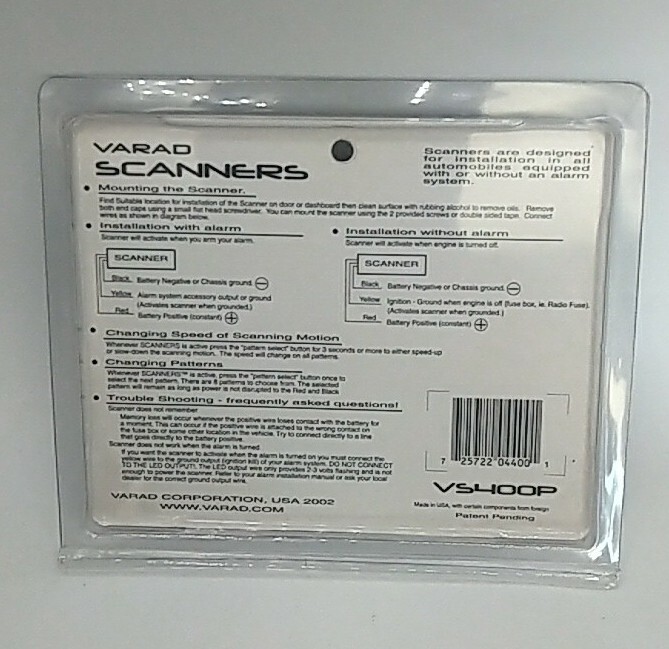 VARAD
SCANNERS
Scanners are designed
for installation in all
automobiles equipped
with or without an alarm
system.
• Mounting the Scanner.
Find Suitable location for installation of the Scanner on door or dashboard then clean surface with rubbing alcohol to remove oils. Remove
both end caps using a small flat head screwdriver. You can mount the scanner using the 2 provided screws or double sided tape. Connect
wires as shown in diagram below.
• Installation with alarm
Scanner will activate when you arm your alarm.
SCANNER
Black Battery Negative or Chassis ground. ⊖
Yellow Alarm system accessory output or ground
(Activates scanner when grounded.)
Red Battery Positive (constant) ⊕
• Installation without alarm
Scanner will activate when engine is turned off.
SCANNER
Black Battery Negative or Chassis ground. ⊖
Yellow Ignition - Ground when engine is off (fuse box, ie. Radio Fuse).
(Activates scanner when grounded.)
Red Battery Positive (constant) ⊕
• Changing Speed of Scanning Motion
Whenever SCANNERS is active press the "pattern select" button for 3 seconds or more to either speed-up
or slow-down the scanning motion. The speed will change on all patterns.
• Changing Patterns
Whenever SCANNERS™ is active, press the "pattern select" button once to
select the next pattern. There are 8 patterns to choose from. The selected
pattern will remain as long as power is not disrupted to the Red and Black
• Trouble Shooting - frequently asked questions!
Scanner does not remember
Memory loss will occur whenever the positive wire loses contact with the battery for
a moment. This can occur if the positive wire is attached to the wrong contact on
the fuse box or some other location in the vehicle. Try to connect directly to a line
that goes directly to the battery positive.
Scanner does not work when the alarm is turned.
If you want the scanner to activate when the alarm is turned on you must connect the
yellow wire to the ground output (ignition kill) of your alarm system. DO NOT CONNECT
TO THE LED OUTPUT!. The LED output wire only provides 2-3 volts flashing and is not
enough to power the scanner. Refer to your alarm installation manual or ask your local
dealer for the correct ground output wire.
7 25722 04400 1
VS400P
Made in USA, with certain components from foreign
Patent Pending
VARAD CORPORATION, USA 2002
WWW.VARAD.COM